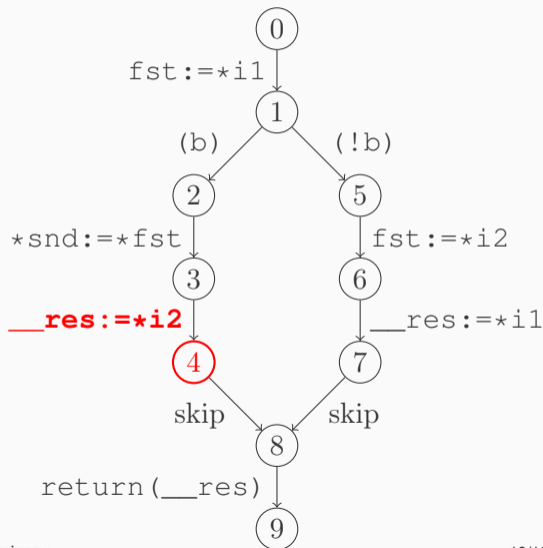 0
fst:=*i1
1
(b) (!b)
2 5
*snd:=*fst fst:=*i2
3 6
__res:=*i2 __res:=*i1
4 7
skip skip
8
return(__res)
9